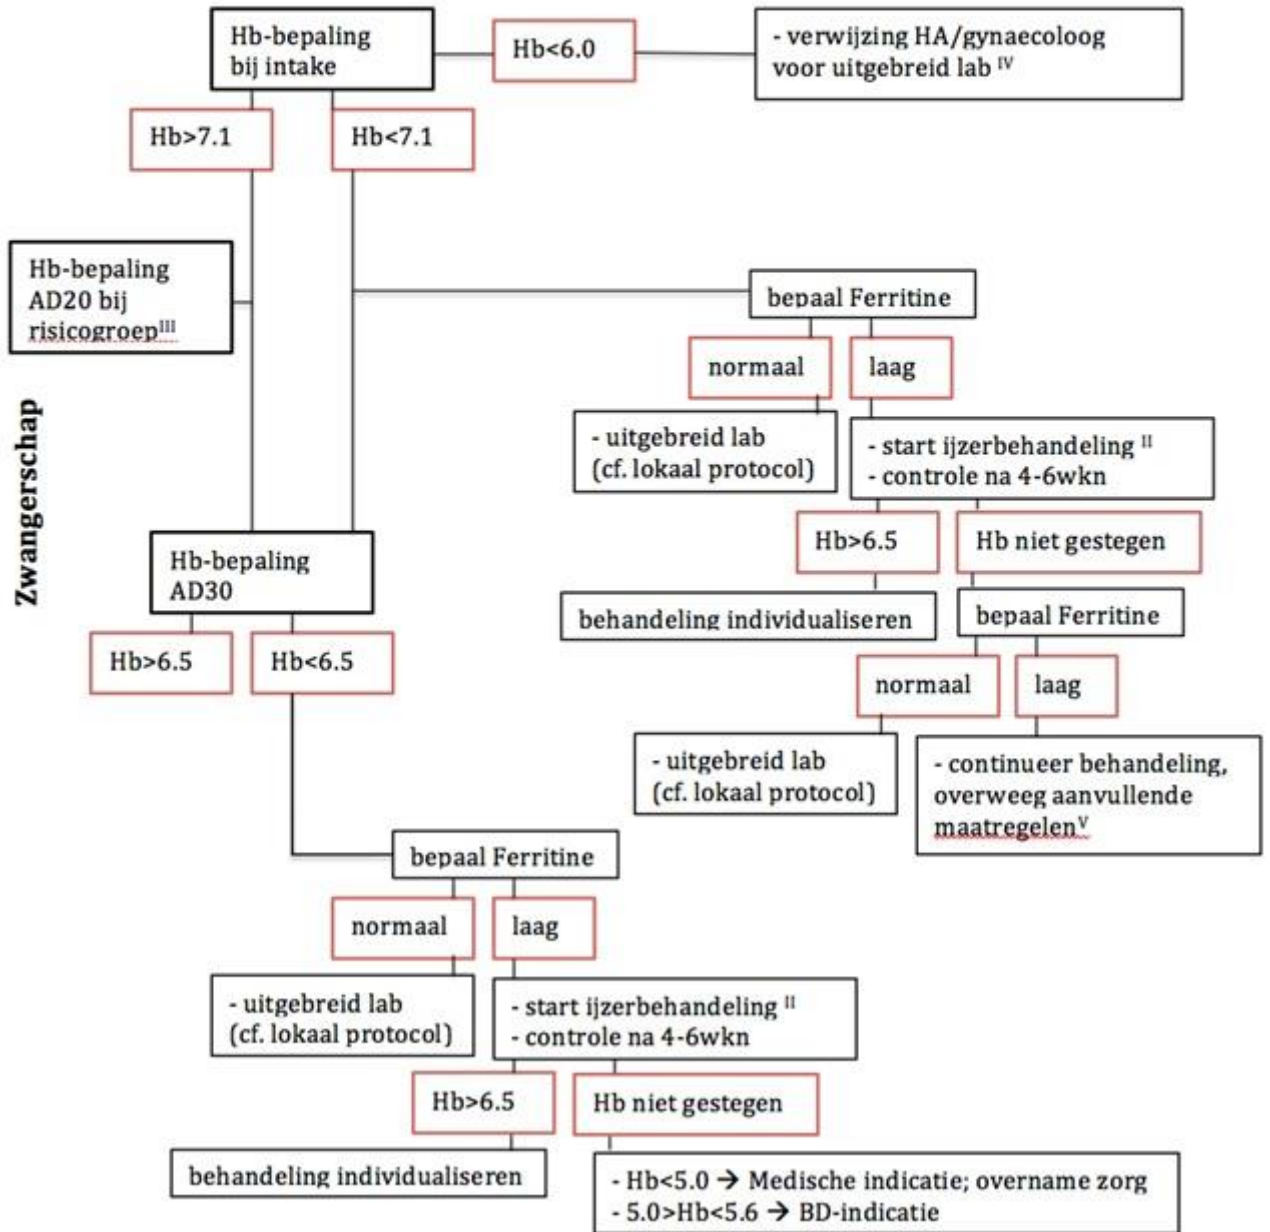 Hb-bepaling
bij intake
Hb<6.0
- verwijzing HA/gynaecoloog
voor uitgebreid lab IV
Hb>7.1
Hb<7.1
Hb-bepaling
AD20 bij
risicogroepIII
bepaal Ferritine
normaal
laag
- uitgebreid lab
(cf. lokaal protocol)
- start ijzerbehandeling II
- controle na 4-6wkn
Zwangerschap
Hb>6.5
Hb niet gestegen
Hb-bepaling
AD30
behandeling individualiseren
bepaal Ferritine
Hb>6.5
Hb<6.5
normaal
laag
- uitgebreid lab
(cf. lokaal protocol)
- continueer behandeling,
overweeg aanvullende
maatregelenV
bepaal Ferritine
normaal
laag
- uitgebreid lab
(cf. lokaal protocol)
- start ijzerbehandeling II
- controle na 4-6wkn
Hb>6.5
Hb niet gestegen
behandeling individualiseren
- Hb<5.0 → Medische indicatie; overname zorg
- 5.0>Hb<5.6 → BD-indicatie